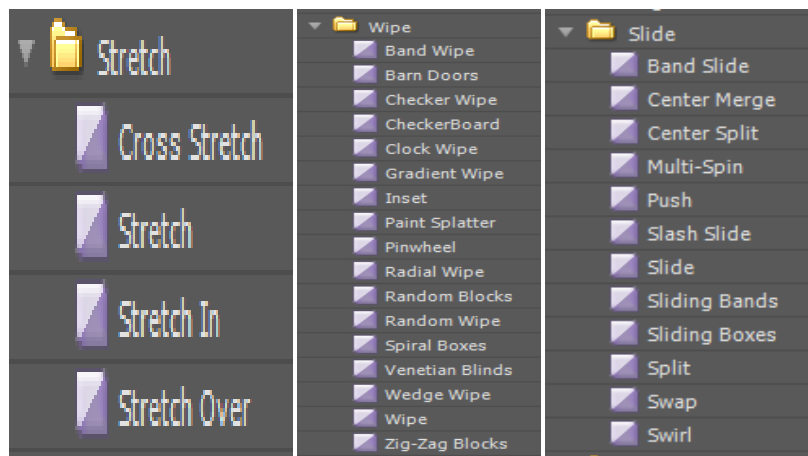 Stretch
Cross Stretch
Stretch
Stretch In
Stretch Over
Wipe
Band Wipe
Barn Doors
Checker Wipe
CheckerBoard
Clock Wipe
Gradient Wipe
Inset
Paint Splatter
Pinwheel
Radial Wipe
Random Blocks
Random Wipe
Spiral Boxes
Venetian Blinds
Wedge Wipe
Wipe
Zig-Zag Blocks
Slide
Band Slide
Center Merge
Center Split
Multi-Spin
Push
Slash Slide
Slide
Sliding Bands
Sliding Boxes
Split
Swap
Swirl